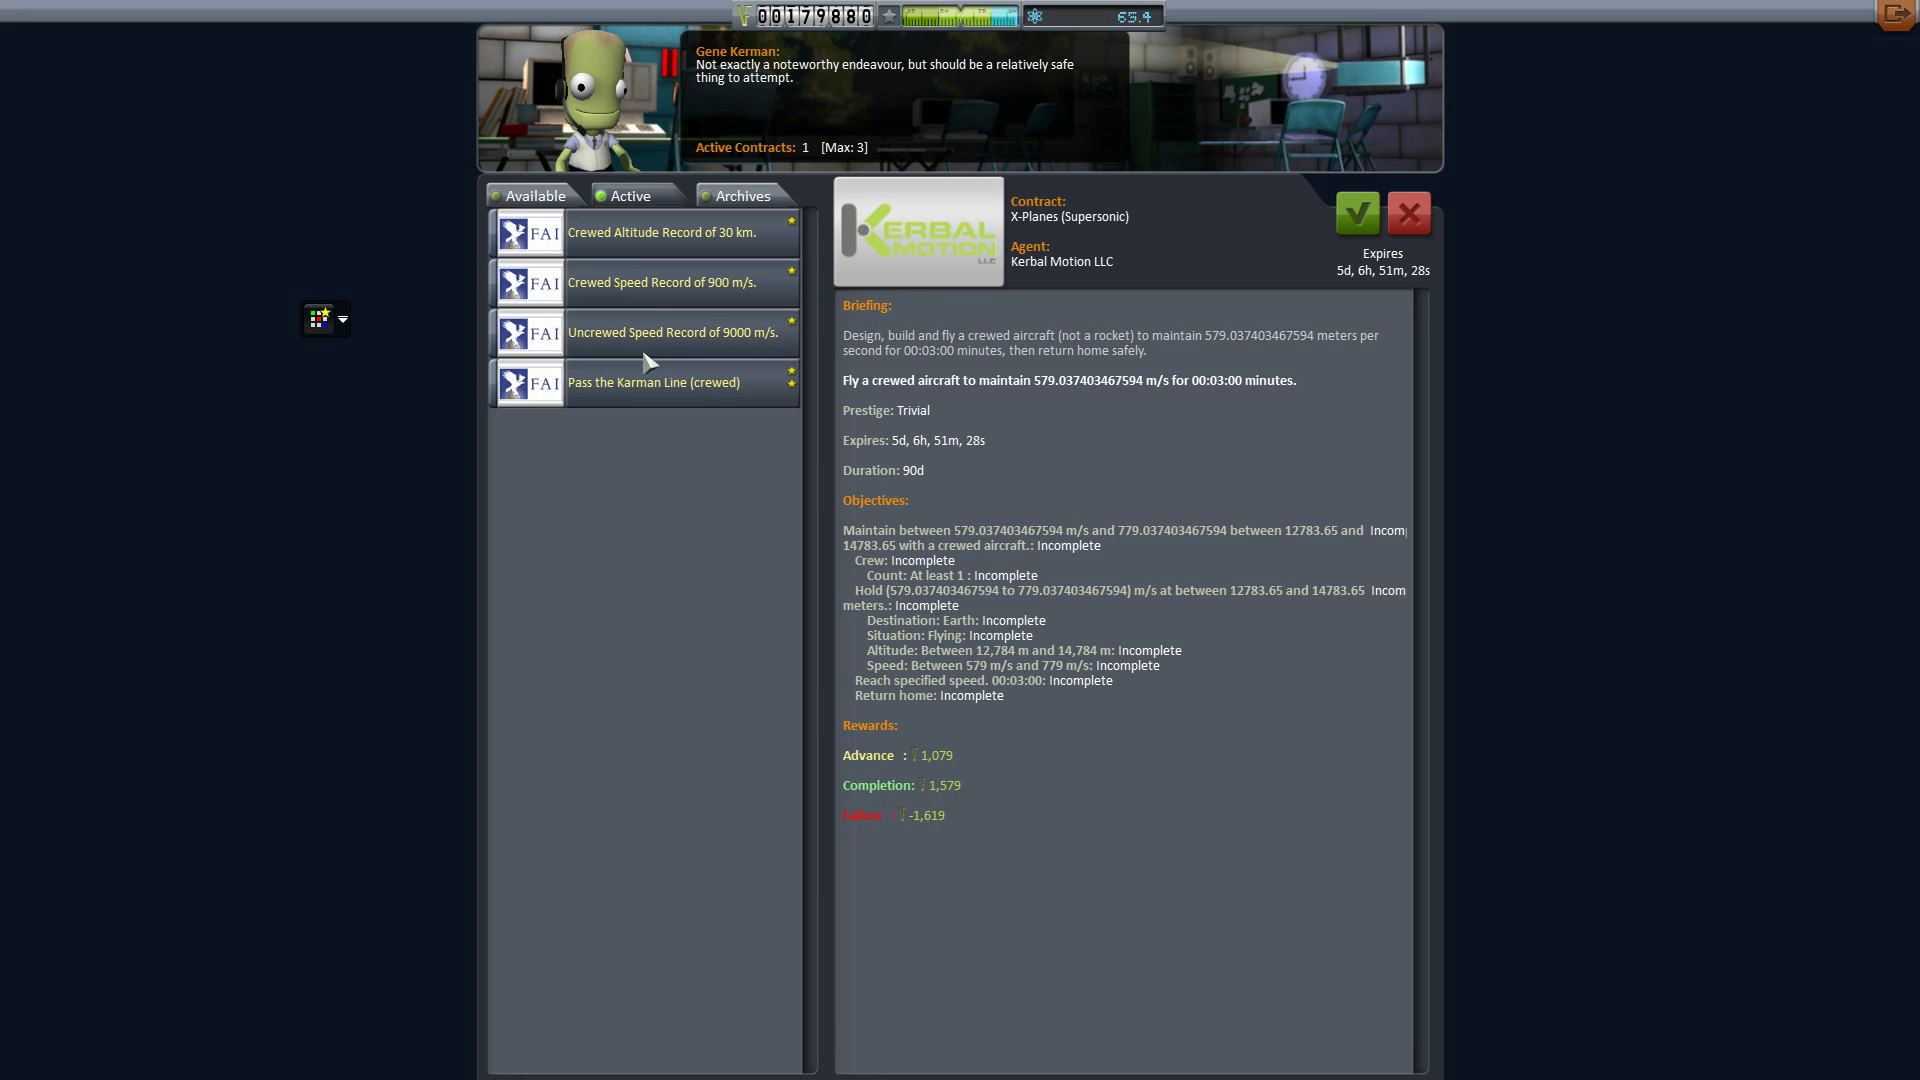 00179880
25 50 75
65.4
Gene Kerman:
Not exactly a noteworthy endeavour, but should be a relatively safe
thing to attempt.
Active Contracts: 1 [Max: 3]
Available
Active
Archives
FAI Crewed Altitude Record of 30 km.
FAI Crewed Speed Record of 900 m/s.
FAI Uncrewed Speed Record of 9000 m/s.
FAI Pass the Karman Line (crewed)
KERBAL
MOTION
LLC
Contract:
X-Planes (Supersonic)
Agent:
Kerbal Motion LLC
Expires
5d, 6h, 51m, 28s
Briefing:
Design, build and fly a crewed aircraft (not a rocket) to maintain 579.037403467594 meters per
second for 00:03:00 minutes, then return home safely.
Fly a crewed aircraft to maintain 579.037403467594 m/s for 00:03:00 minutes.
Prestige: Trivial
Expires: 5d, 6h, 51m, 28s
Duration: 90d
Objectives:
Maintain between 579.037403467594 m/s and 779.037403467594 between 12783.65 and Incom
14783.65 with a crewed aircraft.: Incomplete
Crew: Incomplete
Count: At least 1 : Incomplete
Hold (579.037403467594 to 779.037403467594) m/s at between 12783.65 and 14783.65 Incom
meters.: Incomplete
Destination: Earth: Incomplete
Situation: Flying: Incomplete
Altitude: Between 12,784 m and 14,784 m: Incomplete
Speed: Between 579 m/s and 779 m/s: Incomplete
Reach specified speed. 00:03:00: Incomplete
Return home: Incomplete
Rewards:
Advance : 1,079
Completion: 1,579
Failure : -1,619